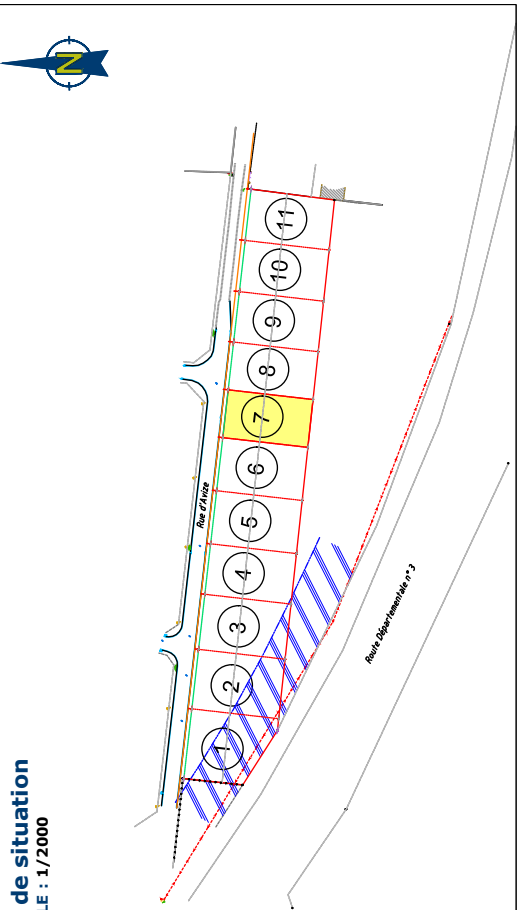 de situation
LE : 1/2000
N
Rue d'Avize
11
10
9
8
7
6
5
4
3
2
1
Route Départementale n° 3